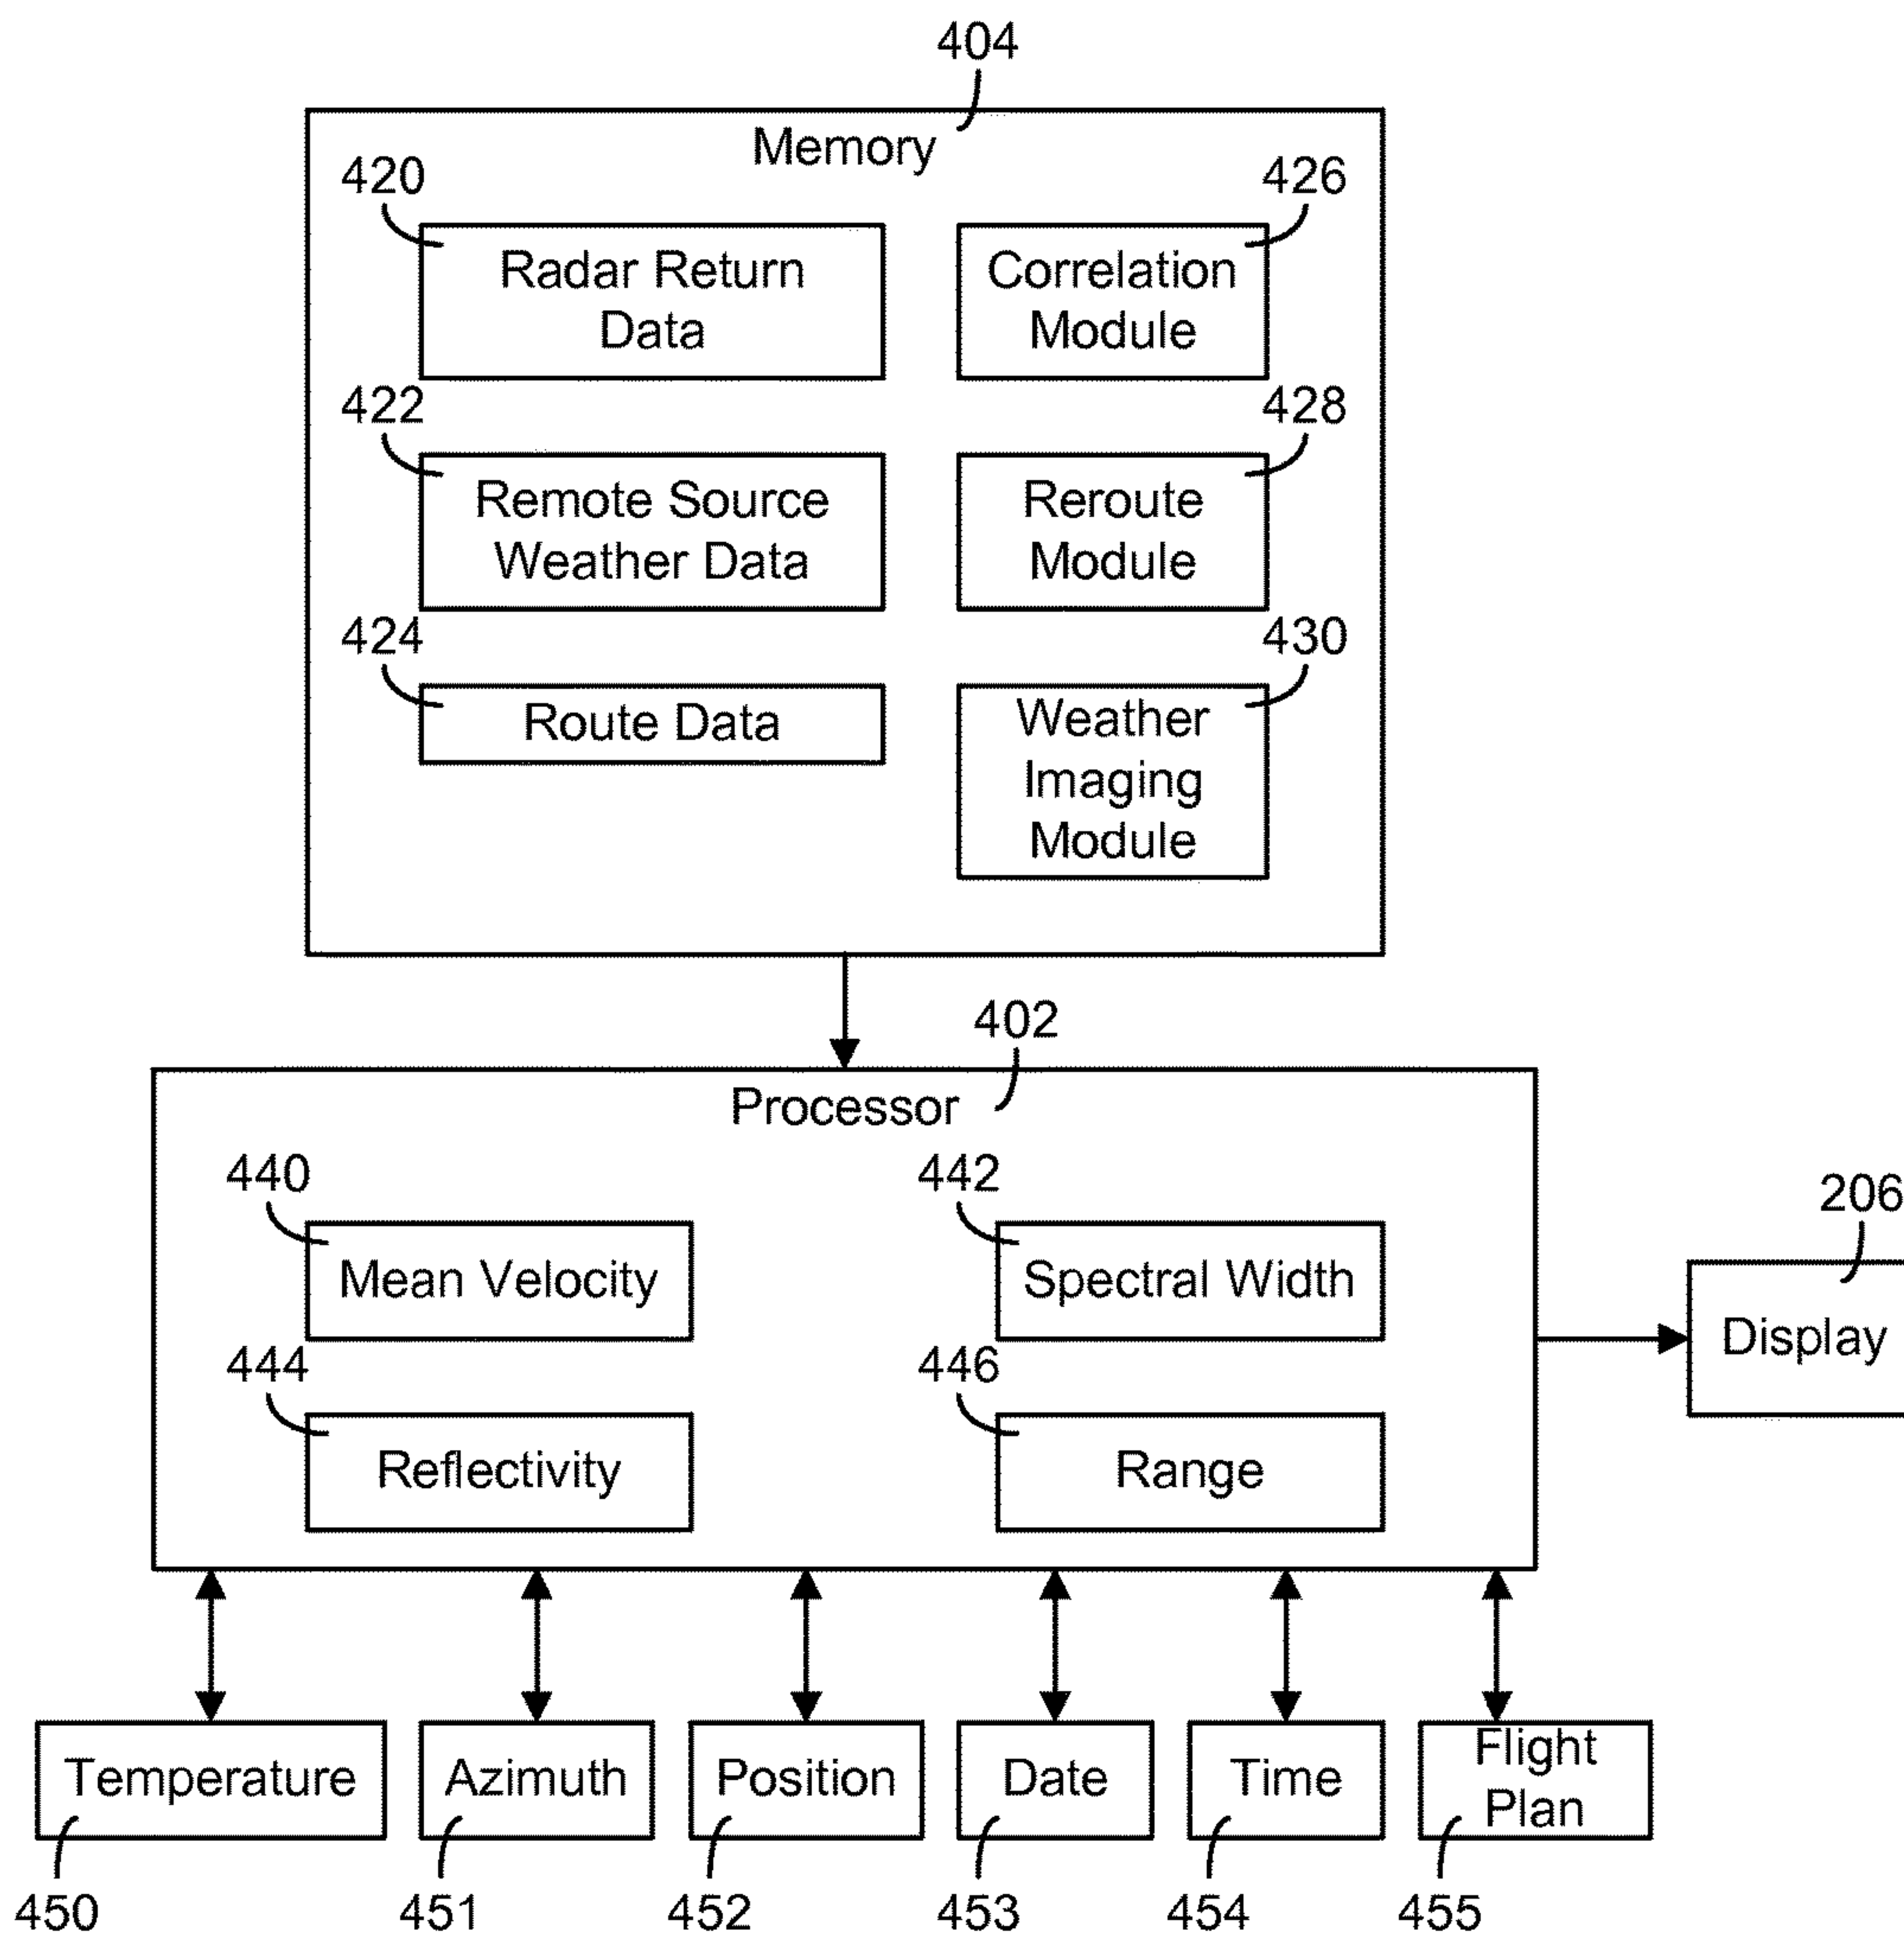 404
Memory
420
426
Radar Return
Data
Correlation
Module
422
428
Remote Source
Weather Data
Reroute
Module
424
430
Route Data
Weather
Imaging
Module
402
Processor
440
442
Mean Velocity
Spectral Width
206
Display
444
446
Reflectivity
Range
Temperature
Azimuth
Position
Date
Time
Flight
Plan
450
451
452
453
454
455